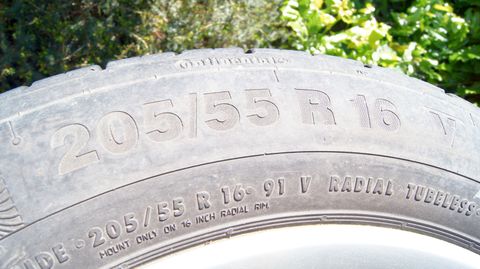 Continental
205/55 R 16 V
205/55 R 16 91 V RADIAL TUBELESS
MOUNT ONLY ON 16 INCH RADIAL RIM.